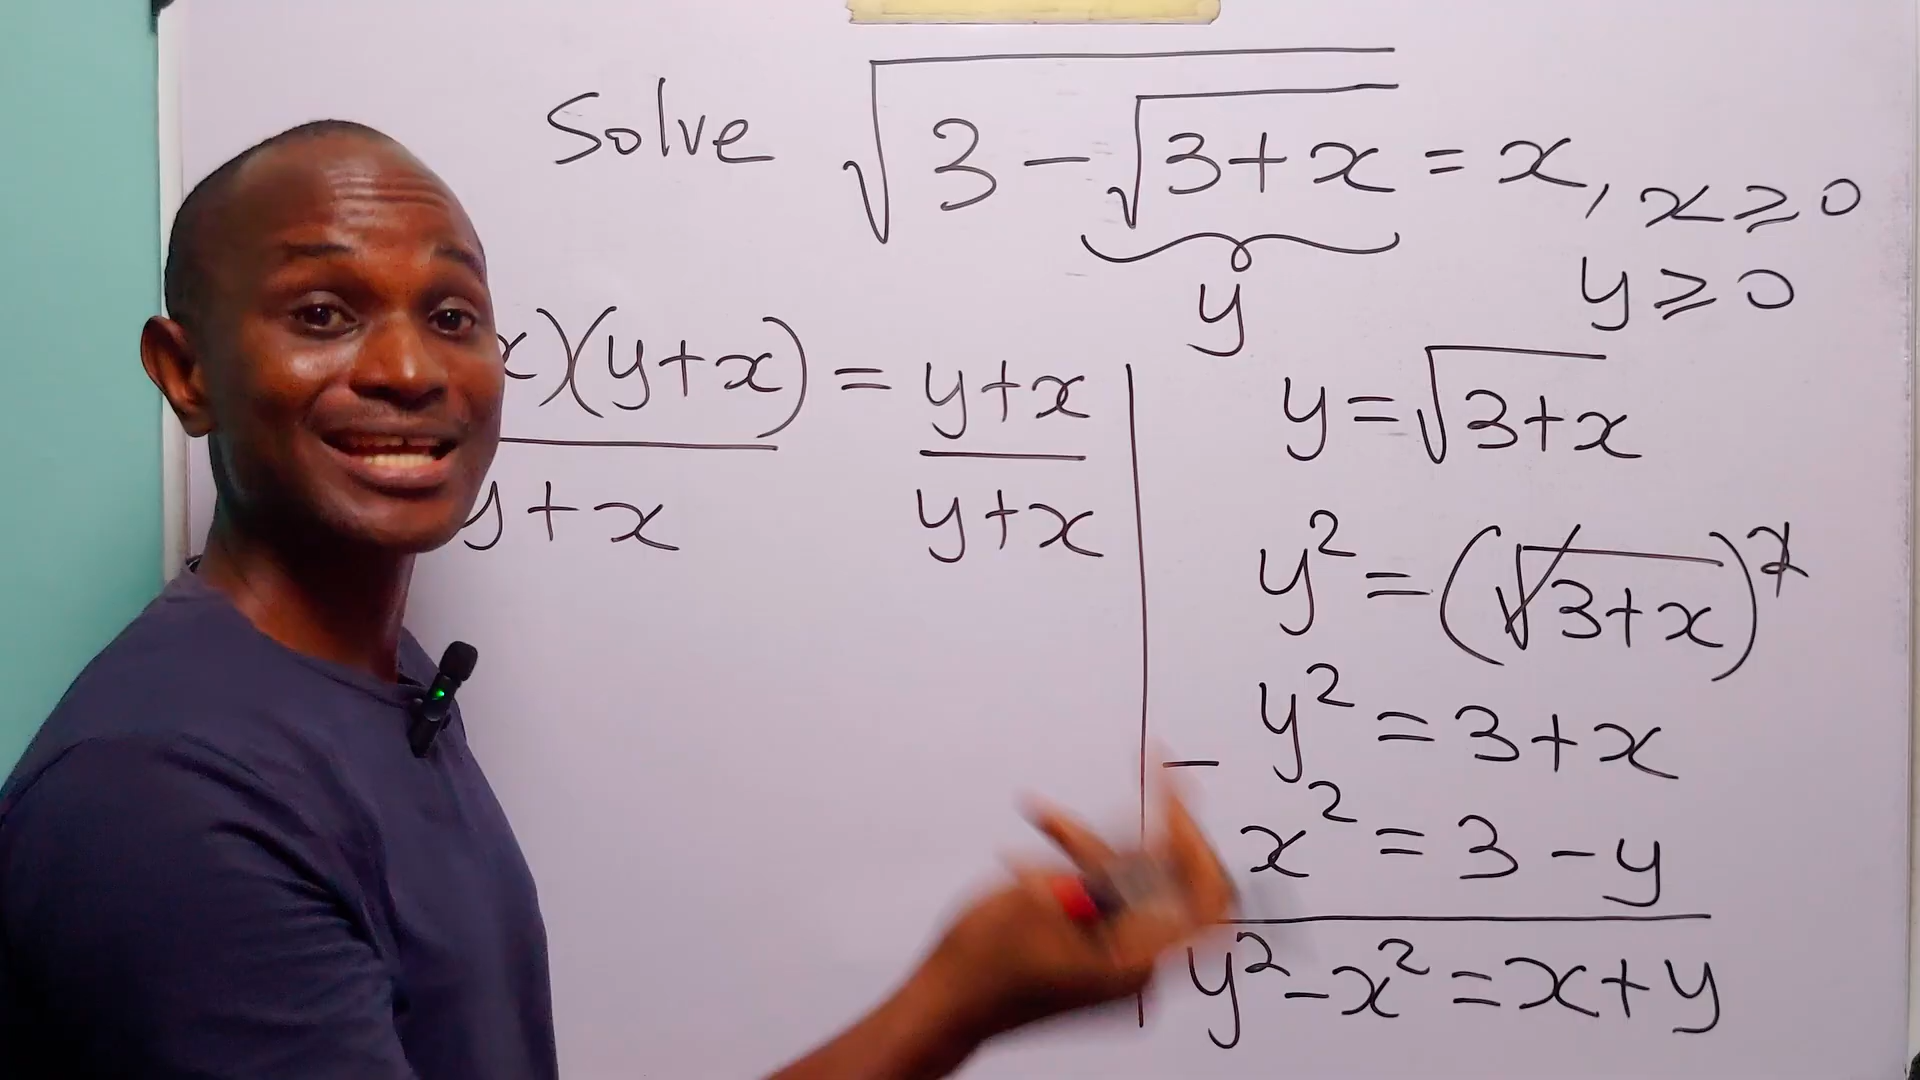 Solve √(3 - √(3+x)) = x, x ≥ 0
y
y ≥ 0
x)(y+x) = y+x
y+x y+x
y = √(3+x)
y² = (√(3+x))²
y² = 3+x
-
x² = 3 - y
y² - x² = x + y